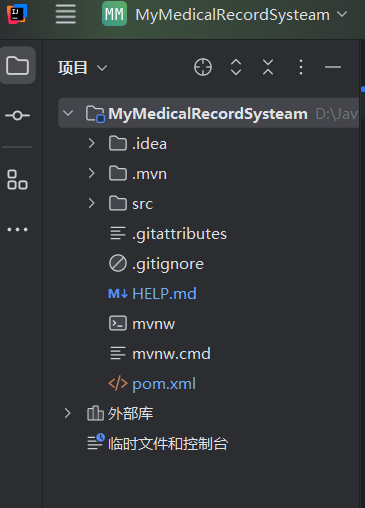 MM MyMedicalRecordSysteam
项目
MyMedicalRecordSysteam D:\Jav
.idea
.mvn
src
.gitattributes
.gitignore
M↓ HELP.md
mvnw
mvnw.cmd
</> pom.xml
外部库
临时文件和控制台